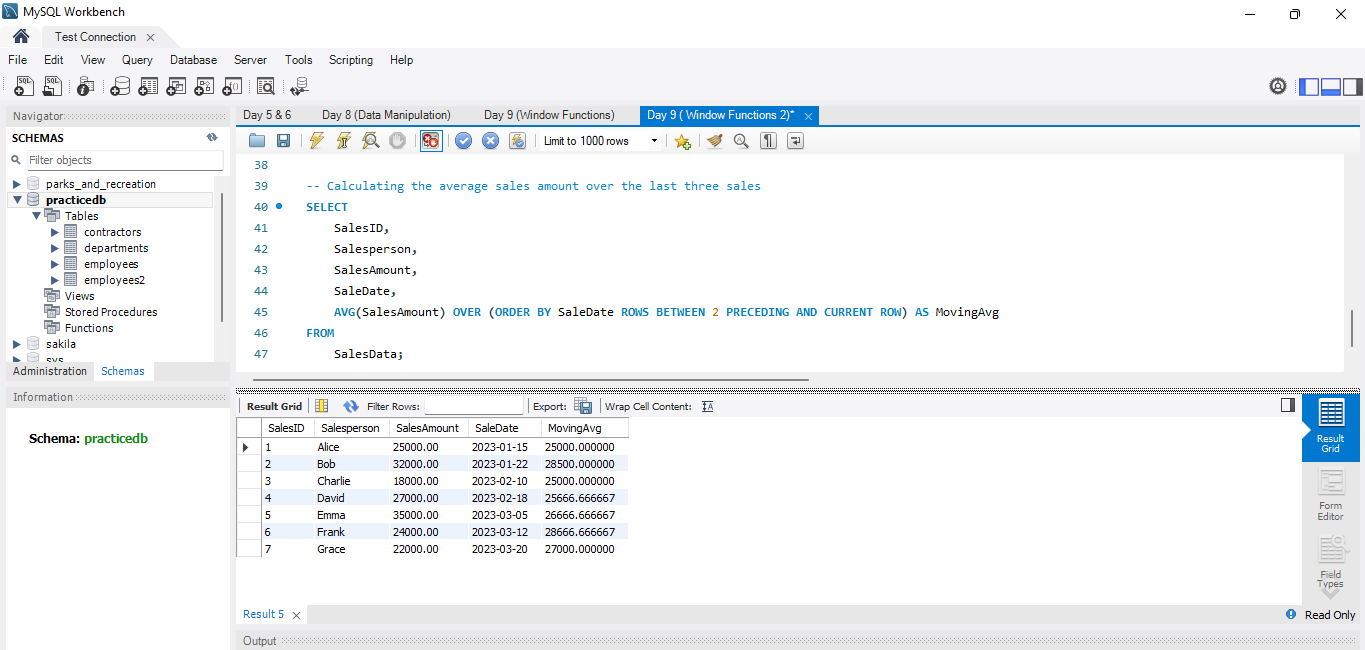 MySQL Workbench
Test Connection
File Edit View Query Database Server Tools Scripting Help
Navigator
SCHEMAS
Filter objects
parks_and_recreation
practicedb
Tables
contractors
departments
employees
employees2
Views
Stored Procedures
Functions
sakila
sys
Administration Schemas
Information
Schema: practicedb
Day 5 & 6 Day 8 (Data Manipulation) Day 9 (Window Functions) Day 9 ( Window Functions 2)*
Limit to 1000 rows
38
39 -- Calculating the average sales amount over the last three sales
40 SELECT
41 SalesID,
42 Salesperson,
43 SalesAmount,
44 SaleDate,
45 AVG(SalesAmount) OVER (ORDER BY SaleDate ROWS BETWEEN 2 PRECEDING AND CURRENT ROW) AS MovingAvg
46 FROM
47 SalesData;
Result Grid Filter Rows: Export: Wrap Cell Content:
SalesID Salesperson SalesAmount SaleDate MovingAvg
1 Alice 25000.00 2023-01-15 25000.000000
2 Bob 32000.00 2023-01-22 28500.000000
3 Charlie 18000.00 2023-02-10 25000.000000
4 David 27000.00 2023-02-18 25666.666667
5 Emma 35000.00 2023-03-05 26666.666667
6 Frank 24000.00 2023-03-12 28666.666667
7 Grace 22000.00 2023-03-20 27000.000000
Result
Grid
Form
Editor
Field
Types
Result 5
Read Only
Output